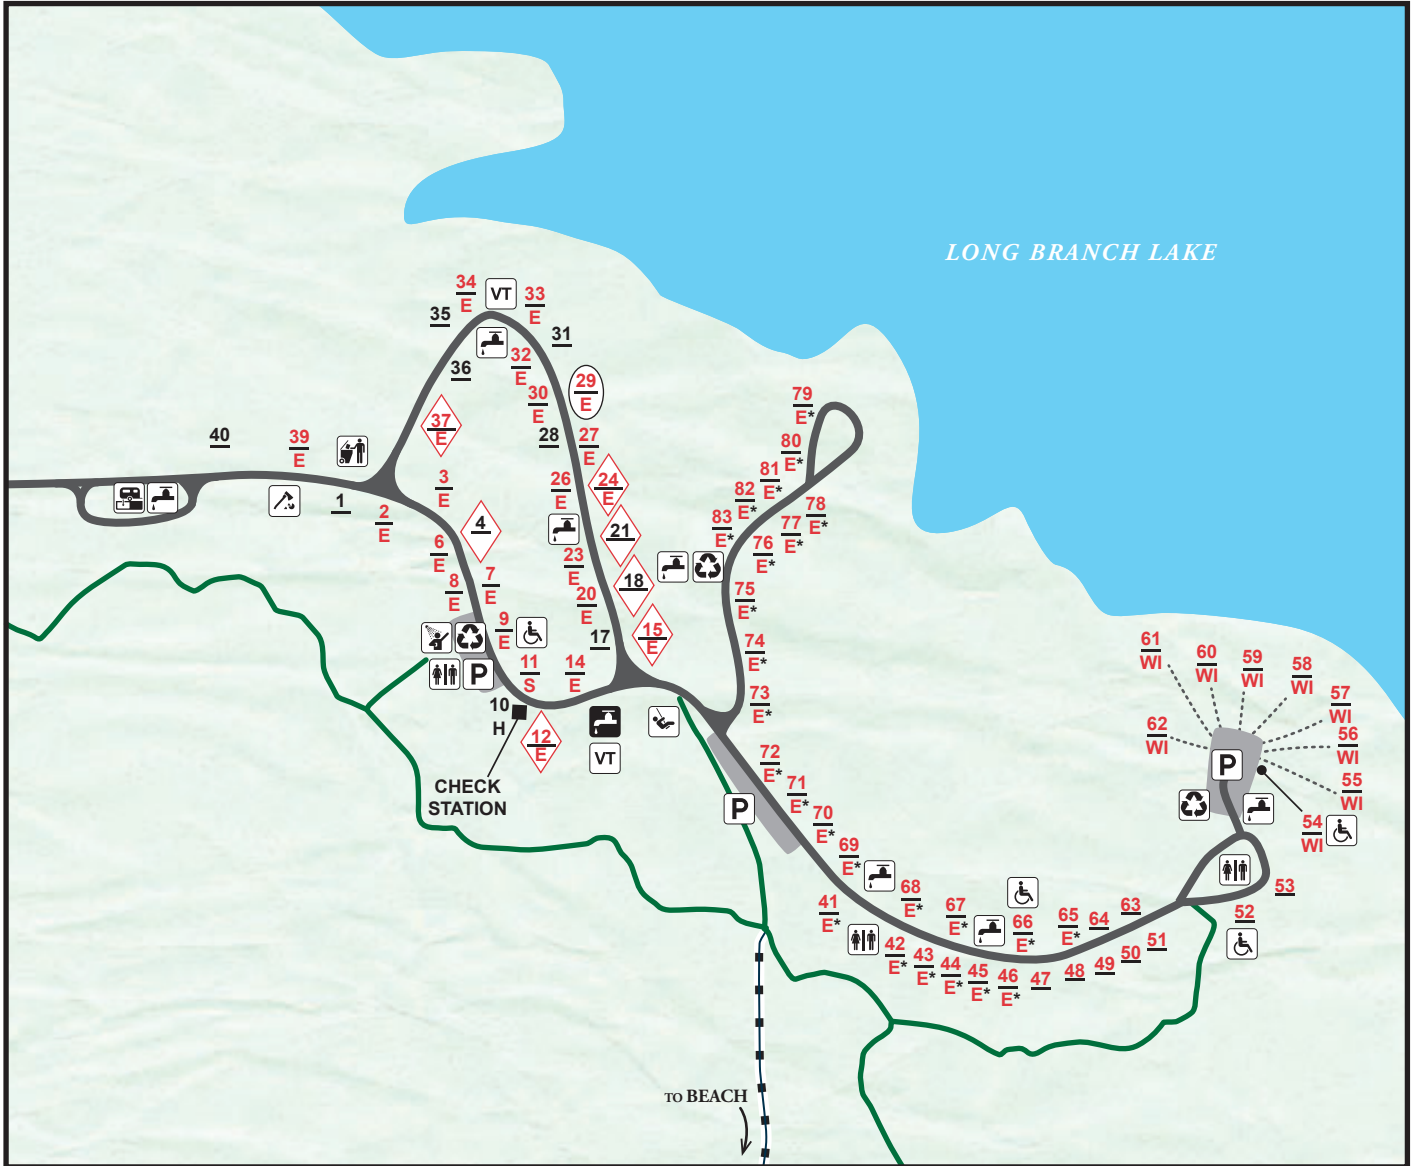 LONG BRANCH LAKE
34
E
VT
33
E
35
31
32
E
36
29
E
30
E
79
E*
37
E
28
27
E
40
39
E
80
E*
81
E*
3
E
26
E
24
E
82
E*
1
2
E
4
21
83
E*
77
E*
78
E*
6
E
76
E*
23
E
18
8
E
7
E
20
E
75
E*
9
E
17
15
E
74
E*
61
WI
60
WI
59
WI
58
WI
P
11
S
14
E
73
E*
57
WI
10
H
12
E
62
WI
56
WI
VT
72
E*
P
CHECK
STATION
71
E*
55
WI
P
70
E*
54
WI
69
E*
68
E*
53
41
E*
67
E*
66
E*
65
E*
64
63
52
42
E*
43
E*
44
E*
45
E*
46
E*
47
48
49
50
51
TO BEACH